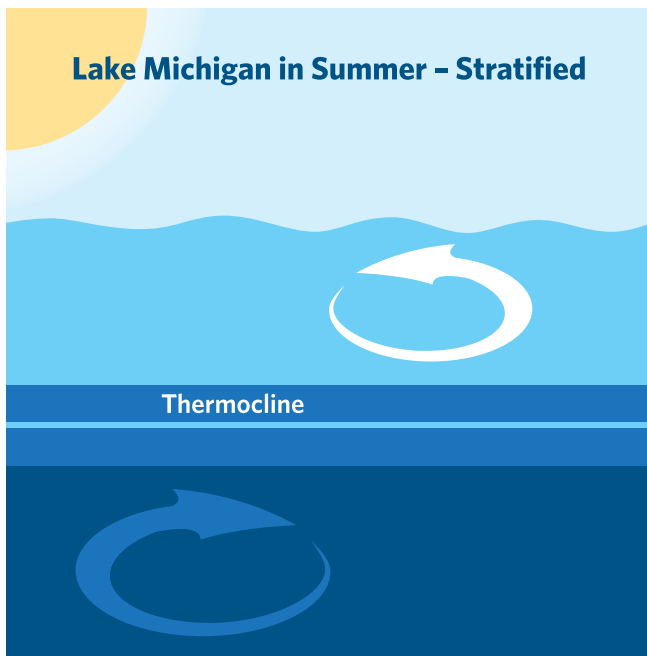 Lake Michigan in Summer – Stratified
Thermocline